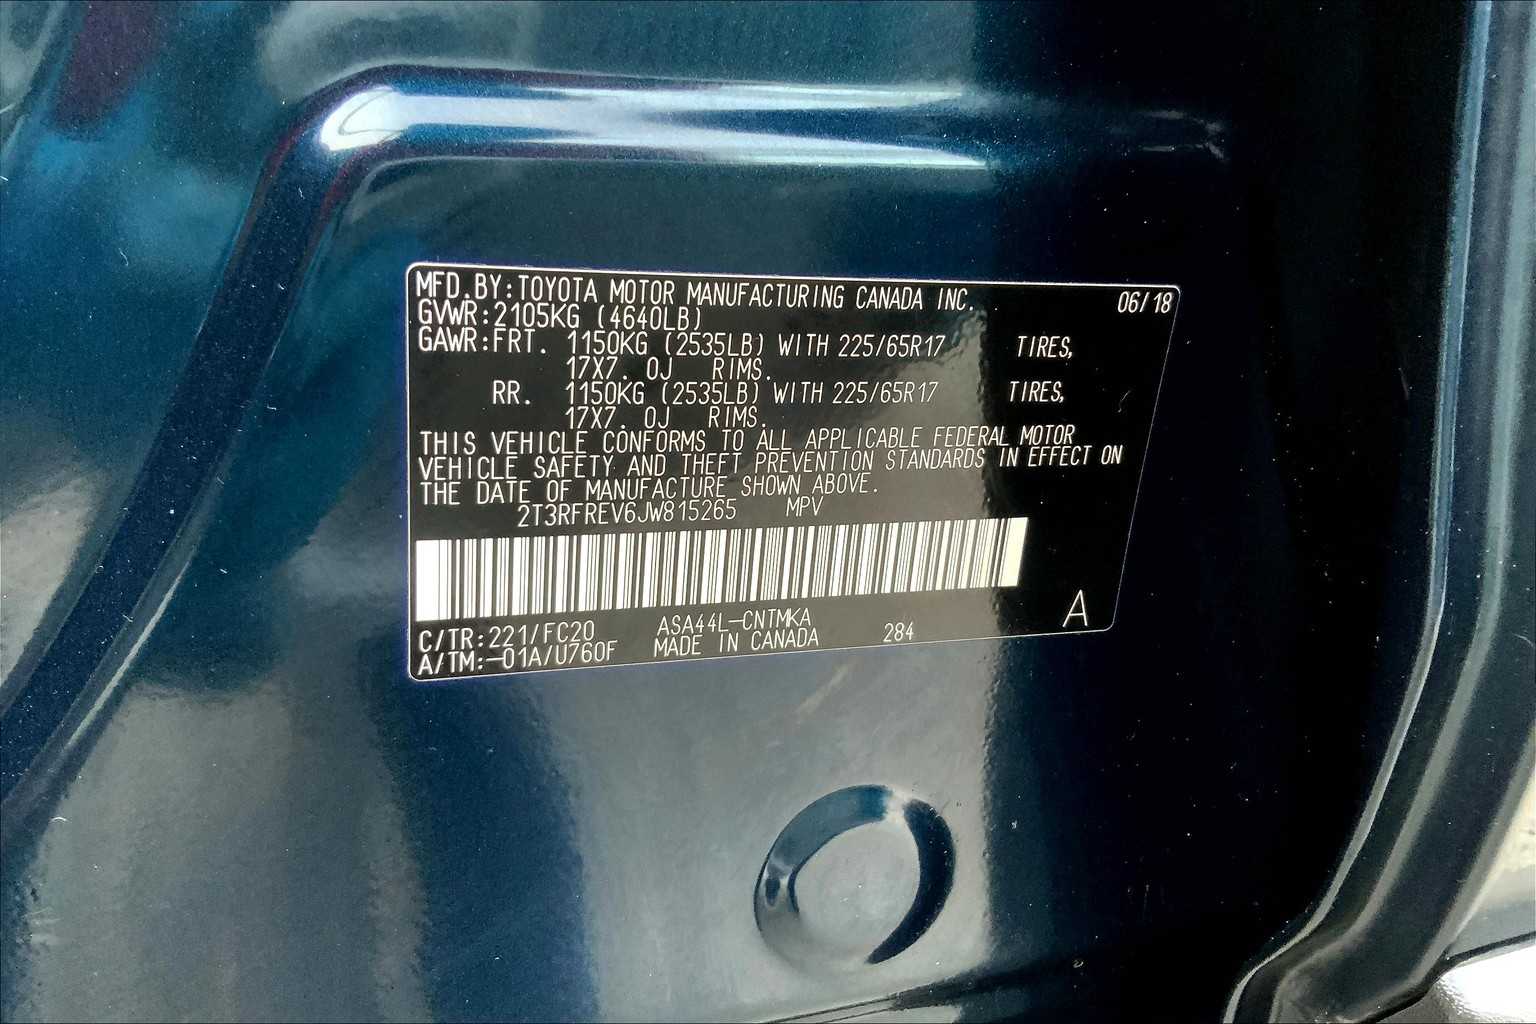 MFD.BY:TOYOTA MOTOR MANUFACTURING CANADA INC. 06/18
GVWR:2105KG (4640LB)
GAWR:FRT. 1150KG (2535LB) WITH 225/65R17 TIRES,
17X7.0J RIMS.
RR. 1150KG (2535LB) WITH 225/65R17 TIRES,
17X7.0J RIMS.
THIS VEHICLE CONFORMS TO ALL APPLICABLE FEDERAL MOTOR
VEHICLE SAFETY AND THEFT PREVENTION STANDARDS IN EFFECT ON
THE DATE OF MANUFACTURE SHOWN ABOVE.
2T3RFREV6JW815265 MPV
A
C/TR:221/FC20 ASA44L-CNTMKA 284
A/TM:-01A/U760F MADE IN CANADA